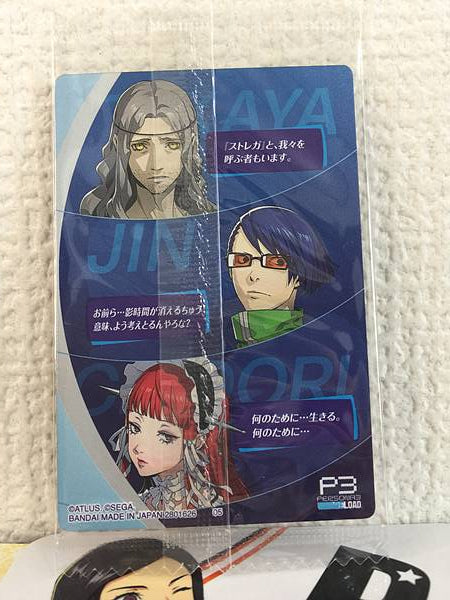 AYA
『ストレガ』と、我々を
呼ぶ者もいます。
JIN
お前ら…影時間が消えるちゅう
意味、よう考えとるんやろな?
C DORI
何のために…生きる。
何のために…
P3
PERSONA3
LOAD
©ATLUS. ©SEGA.
BANDAI MADE IN JAPAN 2801626 05